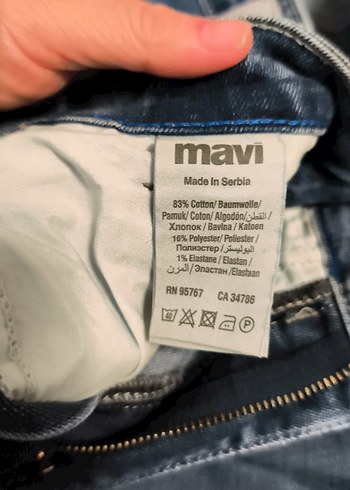 mavi
Made in Serbia
83% Cotton/ Baumwolle/
Pamuk/ Coton/ Algodón/القطن/
Хлопок / Bavlna / Katoen
16% Polyester/ Poliester /
Полиэстер /البوليستر
1% Elastane / Elastan /
المرن/ Эластан /Elastaan
RN 95767 CA 34786